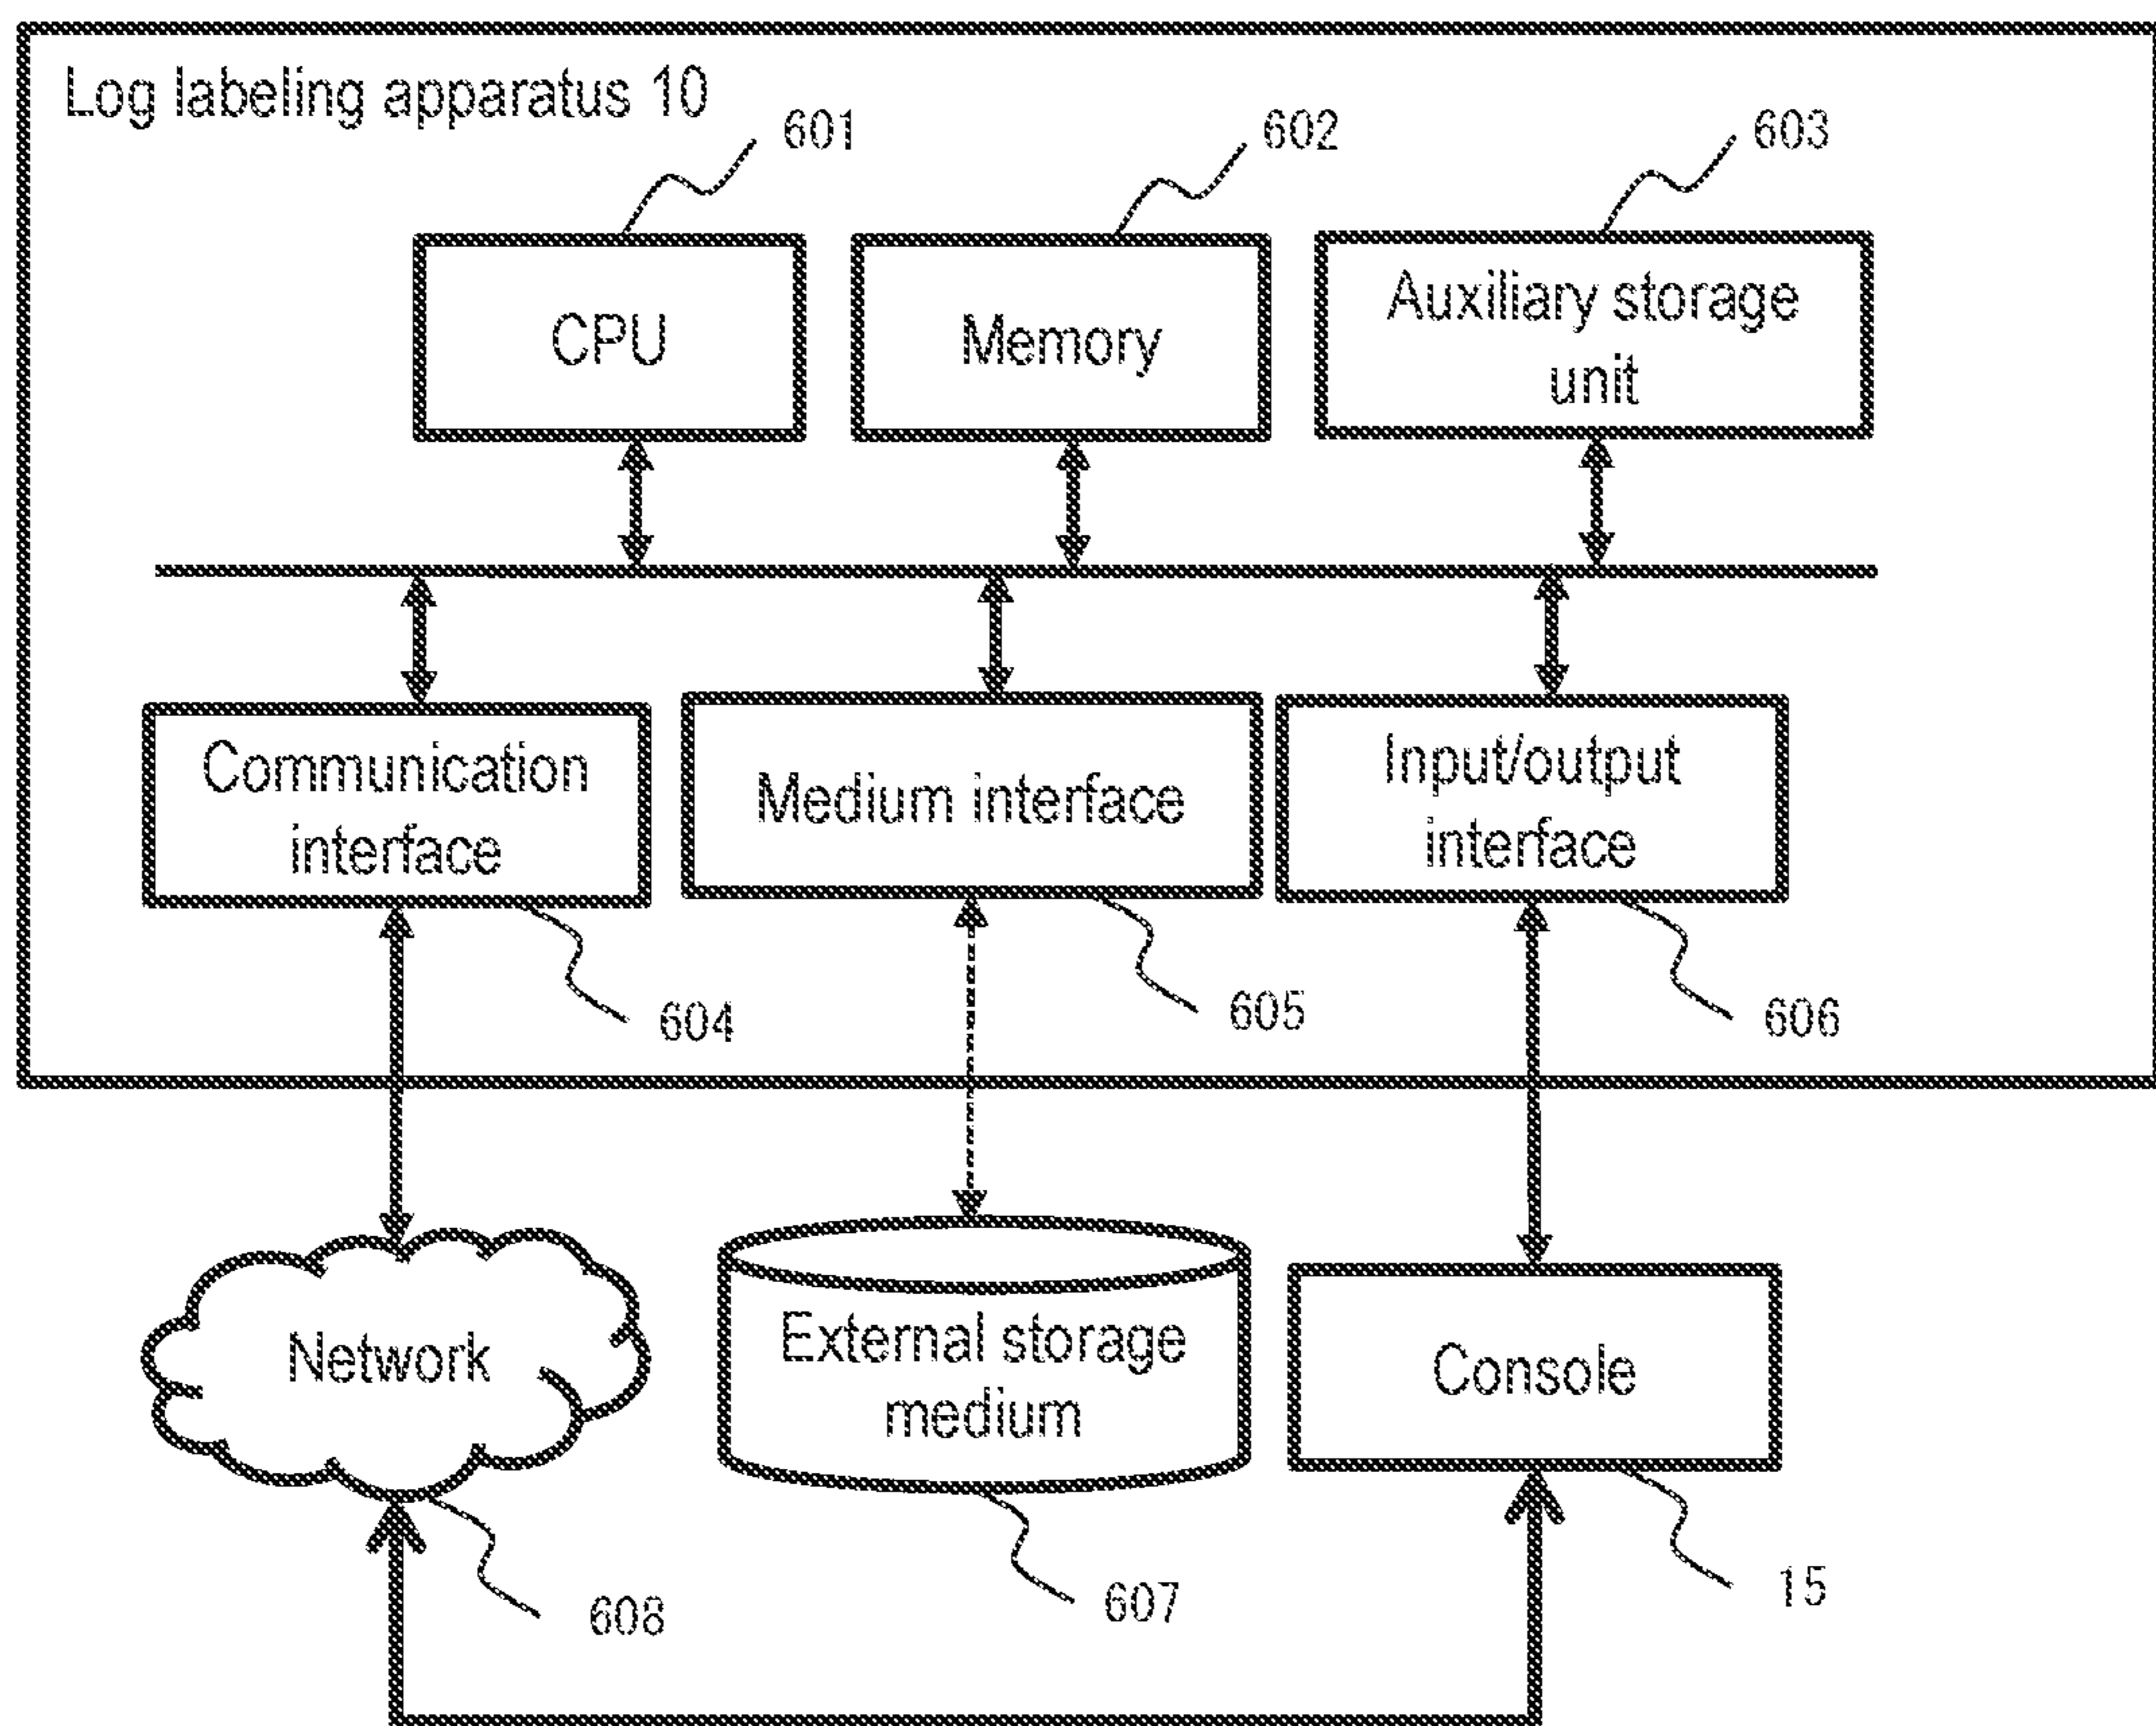 Log labeling apparatus 10
601
602
603
CPU
Memory
Auxiliary storage
unit
Communication
interface
Medium interface
Input/output
interface
604
605
606
Network
External storage
medium
Console
608
607
15